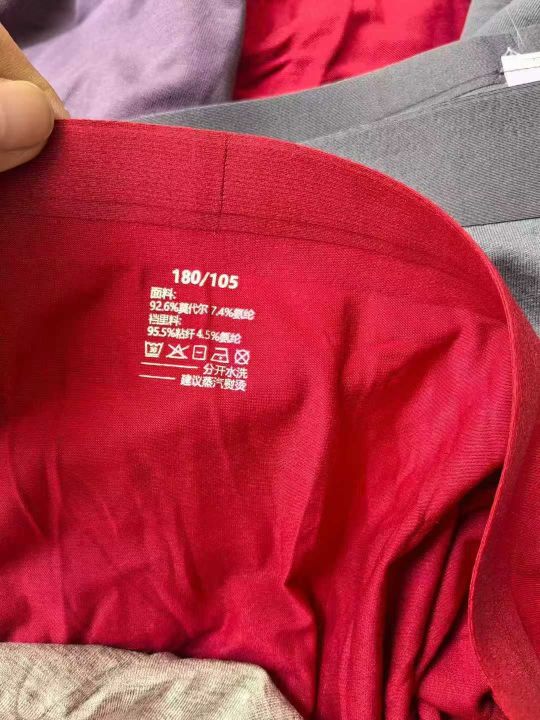 180/105
面料:
92.6%莫代尔 7.4%氨纶
裆里料:
95.5%粘纤 4.5%氨纶
分开水洗
建议蒸汽熨烫